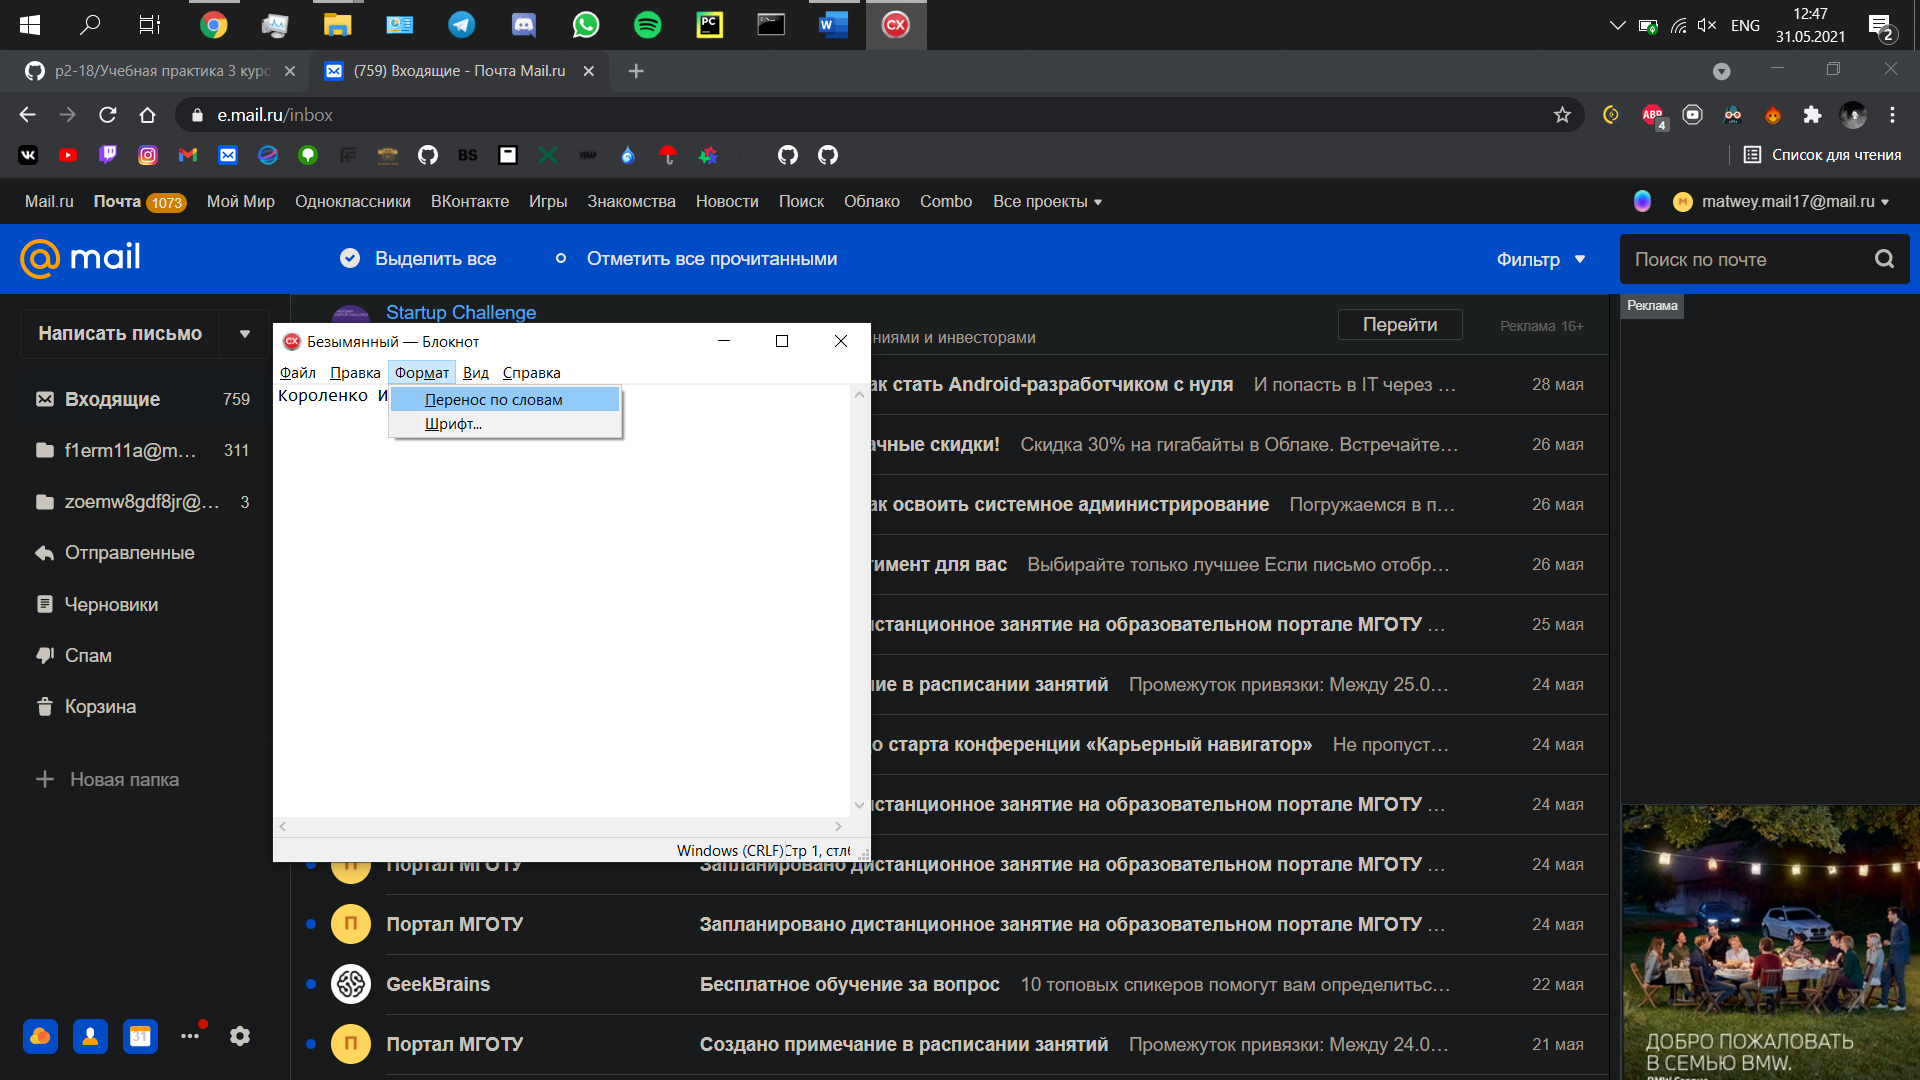 ENG
12:47
31.05.2021
2
p2-18/Учебная практика 3 курс
(759) Входящие - Почта Mail.ru
e.mail.ru/inbox
ABP
4
BS
Список для чтения
Mail.ru Почта 1073 Мой Мир Одноклассники ВКонтакте Игры Знакомства Новости Поиск Облако Combo Все проекты
matwey.mail17@mail.ru
mail
Выделить все
Отметить все прочитанными
Фильтр
Поиск по почте
Написать письмо
Входящие 759
f1erm11a@m... 311
zoemw8gdf8jr@... 3
Отправленные
Черновики
Спам
Корзина
Новая папка
31
Startup Challenge
ниями и инвесторами
Перейти
Реклама 16+
Реклама
Безымянный — Блокнот
Файл Правка Формат Вид Справка
Короленко И
Перенос по словам
Шрифт...
Windows (CRLF) Стр 1, стлб
ак стать Android-разработчиком с нуля И попасть в IT через ... 28 мая
ачные скидки! Скидка 30% на гигабайты в Облаке. Встречайте... 26 мая
ак освоить системное администрирование Погружаемся в п... 26 мая
тимент для вас Выбирайте только лучшее Если письмо отобр... 26 мая
истанционное занятие на образовательном портале МГОТУ ... 25 мая
ие в расписании занятий Промежуток привязки: Между 25.0... 24 мая
о старта конференции «Карьерный навигатор» Не пропуст... 24 мая
истанционное занятие на образовательном портале МГОТУ ... 24 мая
Портал МГОТУ Запланировано дистанционное занятие на образовательном портале МГОТУ ... 24 мая
П Портал МГОТУ Запланировано дистанционное занятие на образовательном портале МГОТУ ... 24 мая
GeekBrains Бесплатное обучение за вопрос 10 топовых спикеров помогут вам определитьс... 22 мая
П Портал МГОТУ Создано примечание в расписании занятий Промежуток привязки: Между 24.0... 21 мая
ДОБРО ПОЖАЛОВАТЬ
В СЕМЬЮ BMW.